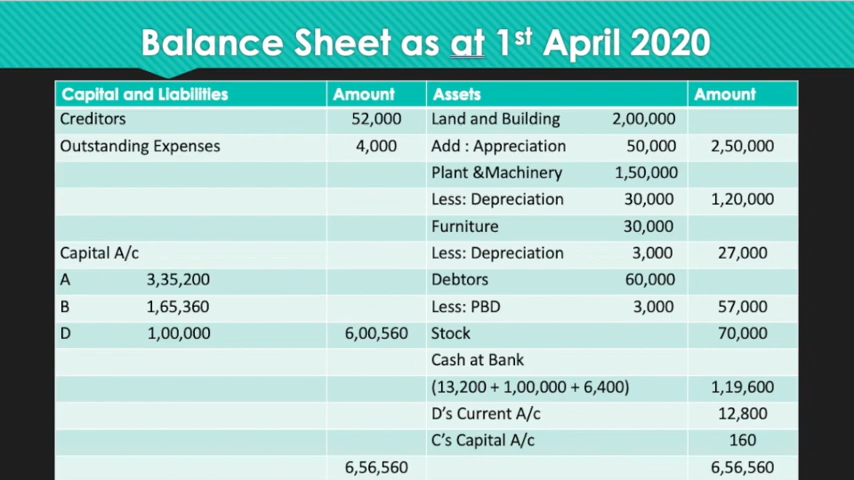 Balance Sheet as at 1st April 2020
Capital and Liabilities Amount Assets Amount
Creditors 52,000 Land and Building 2,00,000
Outstanding Expenses 4,000 Add : Appreciation 50,000 2,50,000
Plant &Machinery 1,50,000
Less: Depreciation 30,000 1,20,000
Furniture 30,000
Capital A/c Less: Depreciation 3,000 27,000
A 3,35,200 Debtors 60,000
B 1,65,360 Less: PBD 3,000 57,000
D 1,00,000 6,00,560 Stock 70,000
Cash at Bank
(13,200 + 1,00,000 + 6,400) 1,19,600
D's Current A/c 12,800
C's Capital A/c 160
6,56,560 6,56,560